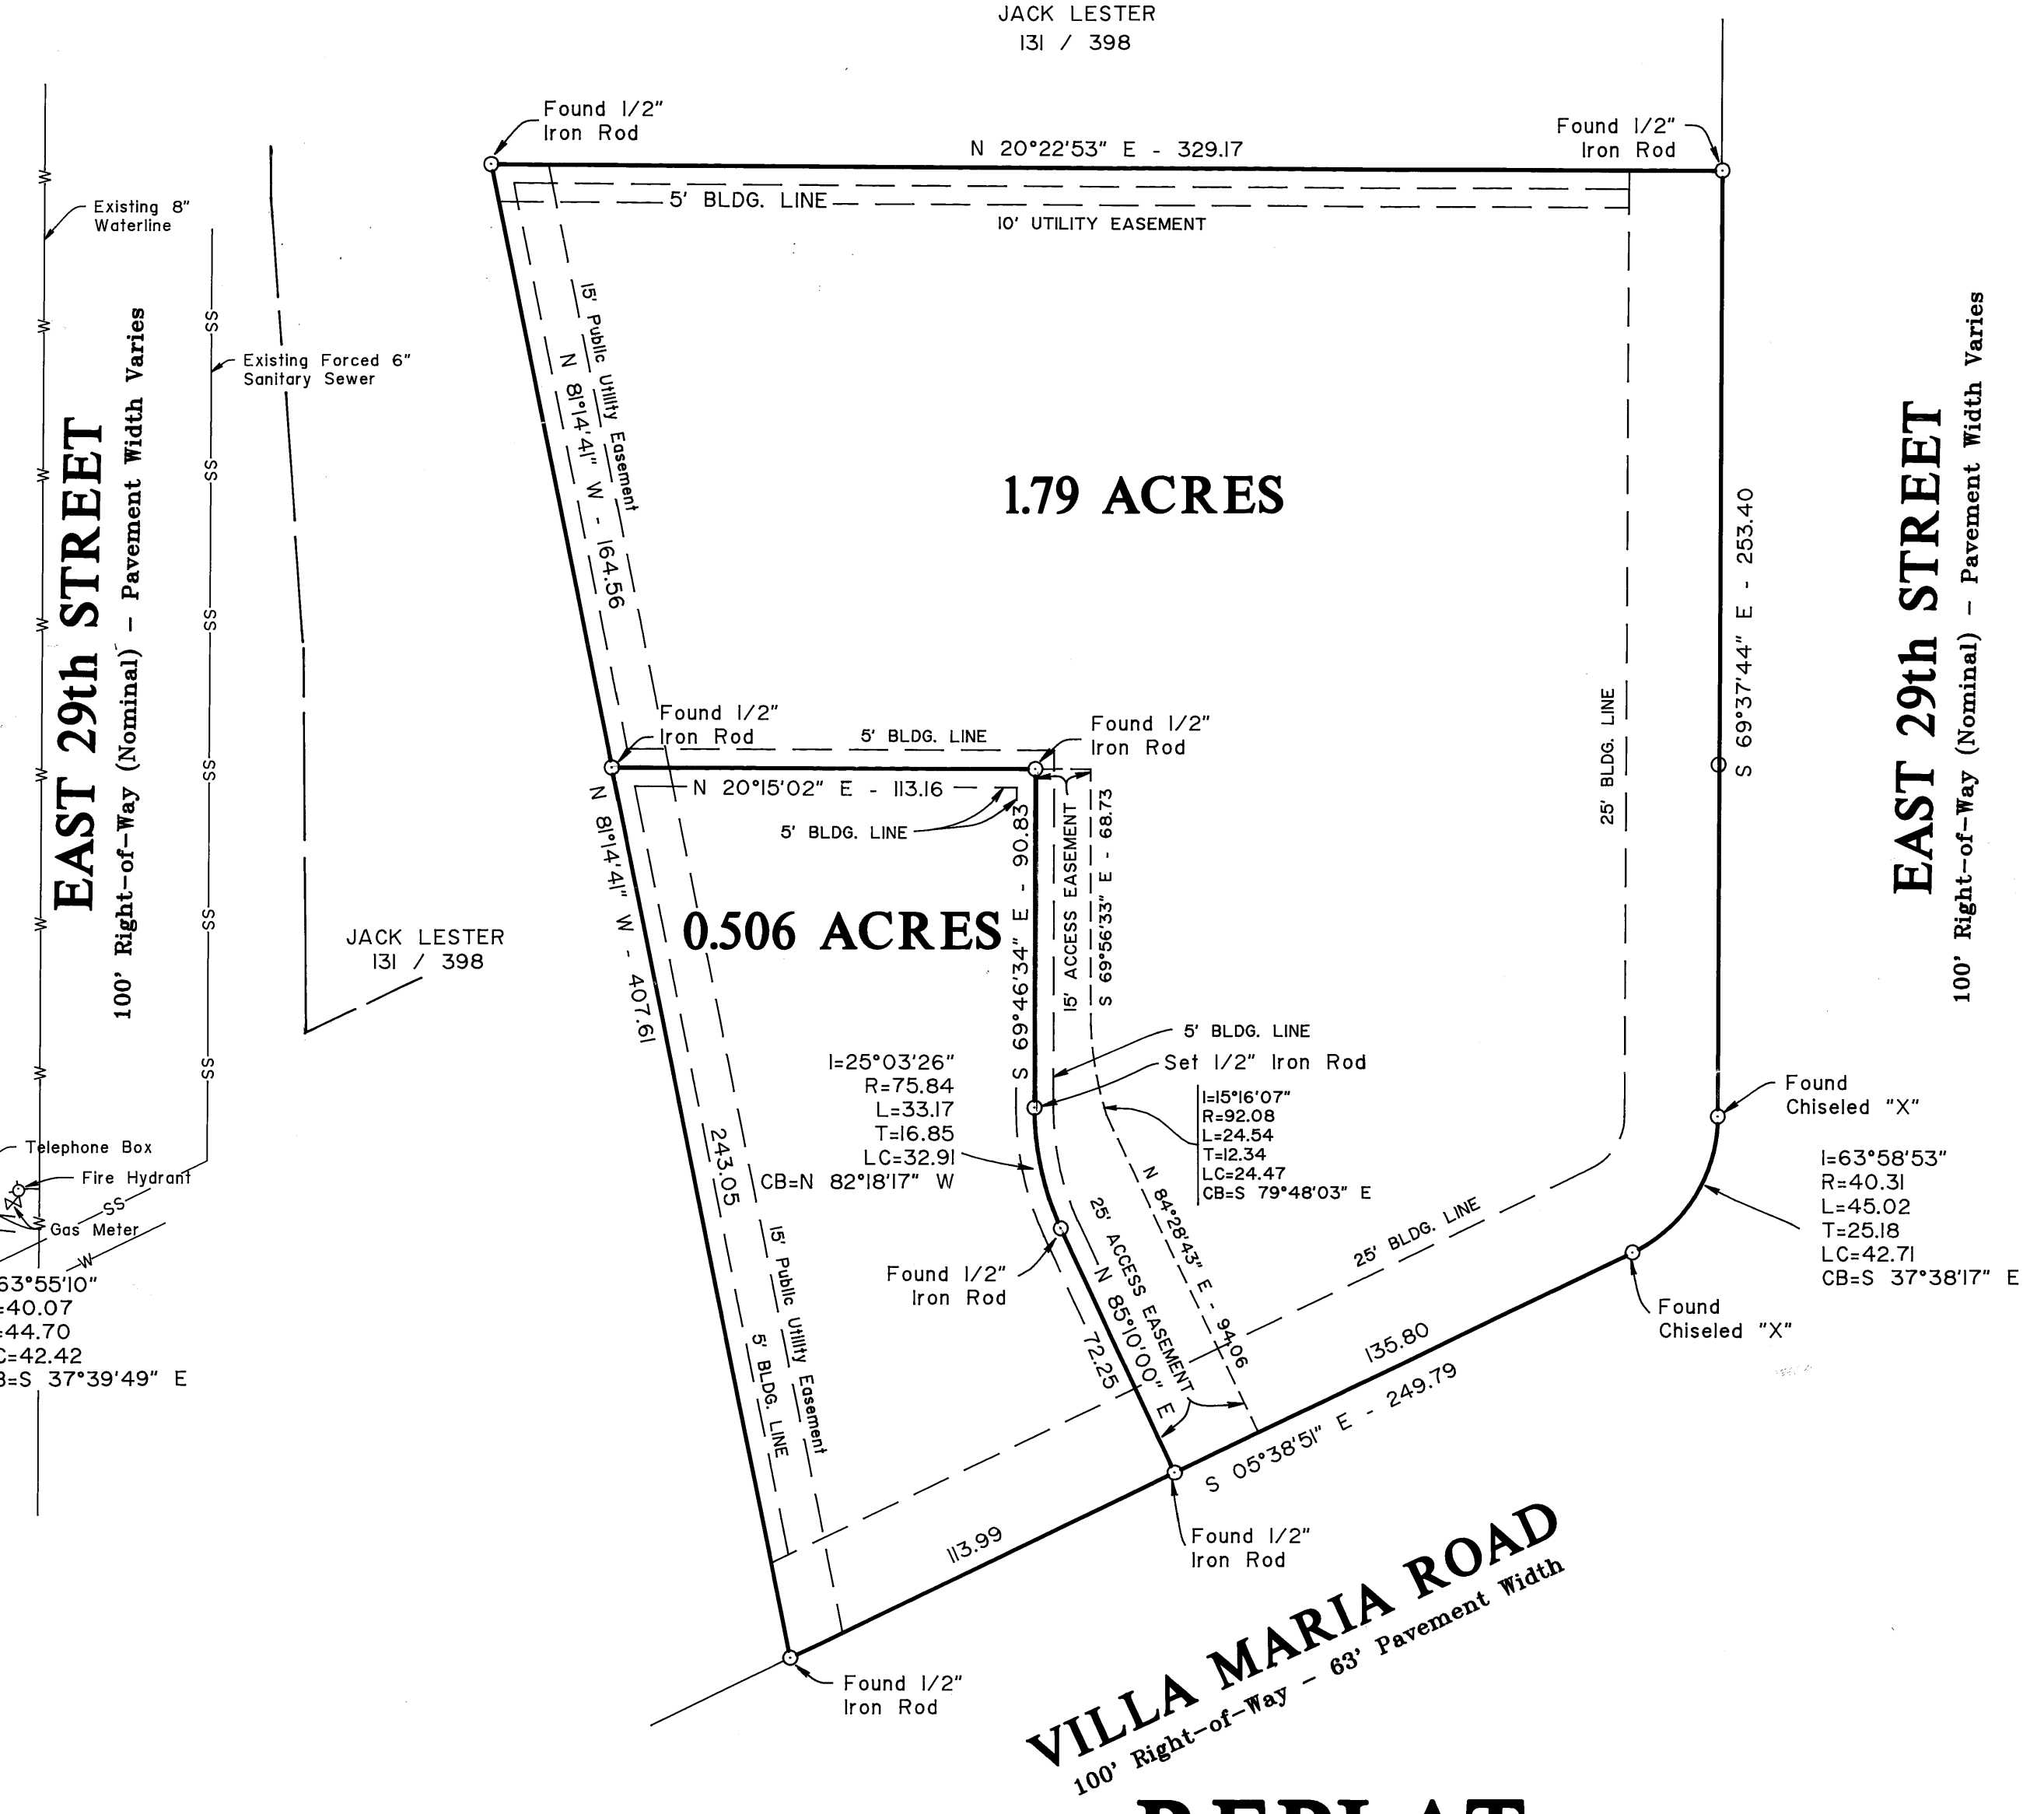 JACK LESTER
131 / 398
Found 1/2"
Iron Rod
N 20°22'53" E - 329.17
Found 1/2"
Iron Rod
5' BLDG. LINE
10' UTILITY EASEMENT
Existing 8"
Waterline
Existing Forced 6"
Sanitary Sewer
EAST 29th STREET
100' Right-of-Way (Nominal) - Pavement Width Varies
W
W
W
W
W
W
W
W
SS
SS
SS
SS
SS
SS
15' Public Utility Easement
N 81°14'41" W - 164.56
1.79 ACRES
25' BLDG. LINE
S 69°37'44" E - 253.40
EAST 29th STREET
100' Right-of-Way (Nominal) - Pavement Width Varies
Found 1/2"
Iron Rod
5' BLDG. LINE
Found 1/2"
Iron Rod
N 20°15'02" E - 113.16
5' BLDG. LINE
N 81°14'41" W - 407.61
0.506 ACRES
S 69°46'34" E - 90.83
15' ACCESS EASEMENT
S 69°56'33" E - 68.73
JACK LESTER
131 / 398
5' BLDG. LINE
Set 1/2" Iron Rod
I=25°03'26"
R=75.84
L=33.17
T=16.85
LC=32.91
CB=N 82°18'17" W
I=15°16'07"
R=92.08
L=24.54
T=12.34
LC=24.47
CB=S 79°48'03" E
Found
Chiseled "X"
I=63°58'53"
R=40.31
L=45.02
T=25.18
LC=42.71
CB=S 37°38'17" E
Telephone Box
Fire Hydrant
SS
Gas Meter
W
63°55'10"
=40.07
=44.70
C=42.42
B=S 37°39'49" E
243.05
15' Public Utility Easement
5' BLDG. LINE
Found 1/2"
Iron Rod
25' ACCESS EASEMENT
N 84°28'43" E - 94.06
N 85°10'00" E
72.25
25' BLDG. LINE
Found
Chiseled "X"
135.80
S 05°38'51" E - 249.79
113.99
Found 1/2"
Iron Rod
Found 1/2"
Iron Rod
VILLA MARIA ROAD
100' Right-of-Way - 63' Pavement Width
REPLAT